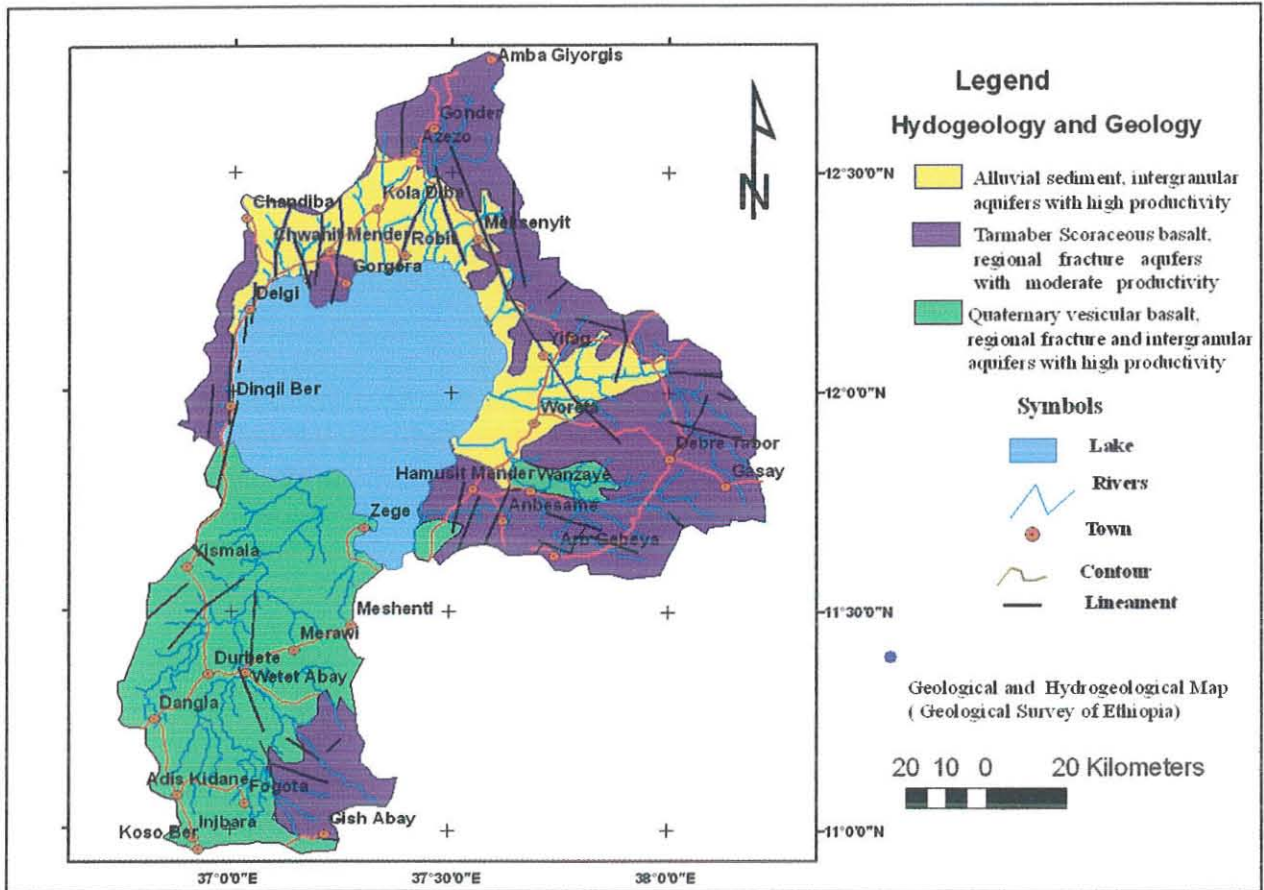 Amba Giyorgis
Gonder
Azezo
Kola Diba
Chandiba
Meksenyit
Chwahit Mender
Robit
Gorgora
Delgi
Yifag
Dinqil Ber
Woreta
Debre Tabor
Hamusit Mender
Wanzaye
Gasay
Anbesame
Zege
Arb Gebeya
Yismala
Meshenti
Merawi
Durbete
Wetet Abay
Dangla
Adis Kidane
Fogota
Injbara
Koso Ber
Gish Abay
N
12°30'0"N
12°0'0"N
11°30'0"N
11°0'0"N
37°0'0"E
37°30'0"E
38°0'0"E
Legend
Hydogeology and Geology
Alluvial sediment, intergranular
aquifers with high productivity
Tarmaber Scoraceous basalt,
regional fracture aqufers
with moderate productivity
Quaternary vesicular basalt,
regional fracture and intergranular
aquifers with high productivity
Symbols
Lake
Rivers
Town
Contour
Lineament
Geological and Hydrogeological Map
( Geological Survey of Ethiopia)
20 10 0 20 Kilometers